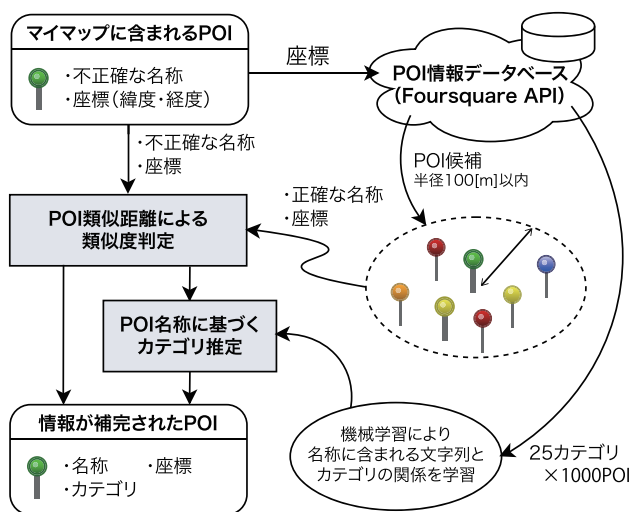 マイマップに含まれるPOI
・不正確な名称
・座標（緯度・経度）
座標
POI情報データベース
（Foursquare API）
・不正確な名称
・座標
POI候補
半径100[m]以内
・正確な名称
・座標
POI類似距離による
類似度判定
POI名称に基づく
カテゴリ推定
情報が補完されたPOI
・名称 ・座標
・カテゴリ
機械学習により
名称に含まれる文字列と
カテゴリの関係を学習
25カテゴリ
×1000POI